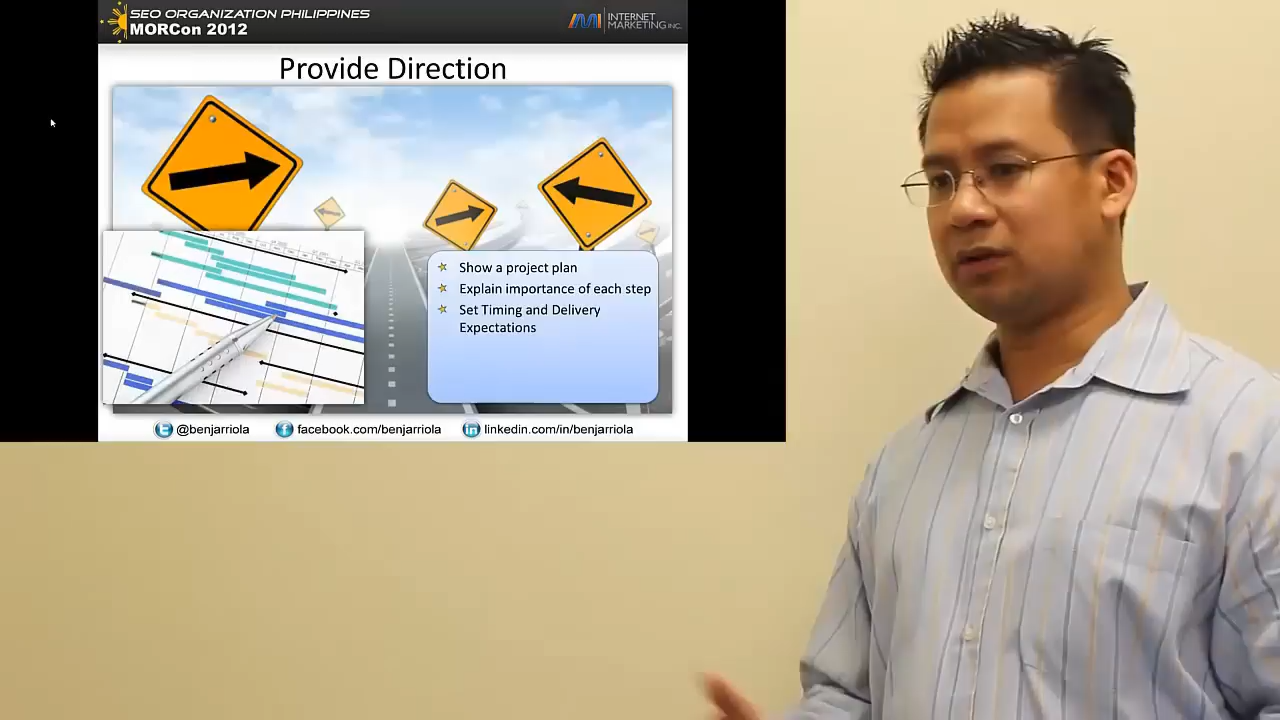 SEO ORGANIZATION PHILIPPINES
MORCon 2012
INTERNET
MARKETING INC.
Provide Direction
Show a project plan
Explain importance of each step
Set Timing and Delivery
Expectations
@benjarriola
facebook.com/benjarriola
linkedin.com/in/benjarriola